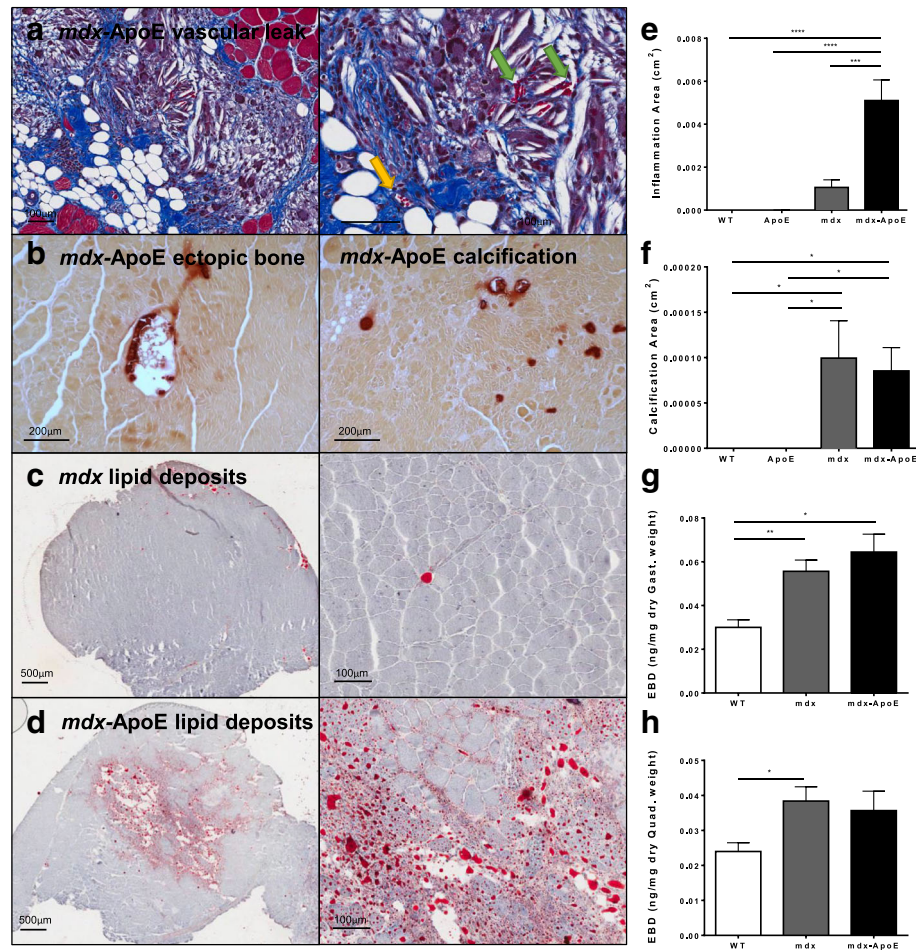 a mdx-ApoE vascular leak
100μm
300μm
b mdx-ApoE ectopic bone
200μm
mdx-ApoE calcification
200μm
c mdx lipid deposits
500μm
100μm
d mdx-ApoE lipid deposits
500μm
100μm
e
Inflammation Area (cm²)
0.008
0.006
0.004
0.002
0.000
****
****
***
WT ApoE mdx mdx-ApoE
f
Calcification Area (cm²)
0.00020
0.00015
0.00010
0.00005
0.00000
*
*
*
*
WT ApoE mdx mdx-ApoE
g
EBD (ng/mg dry Gast. weight)
0.08
0.06
0.04
0.02
0.00
*
**
WT mdx mdx-ApoE
h
EBD (ng/mg dry Quad. weight)
0.05
0.04
0.03
0.02
0.01
0.00
*
WT mdx mdx-ApoE